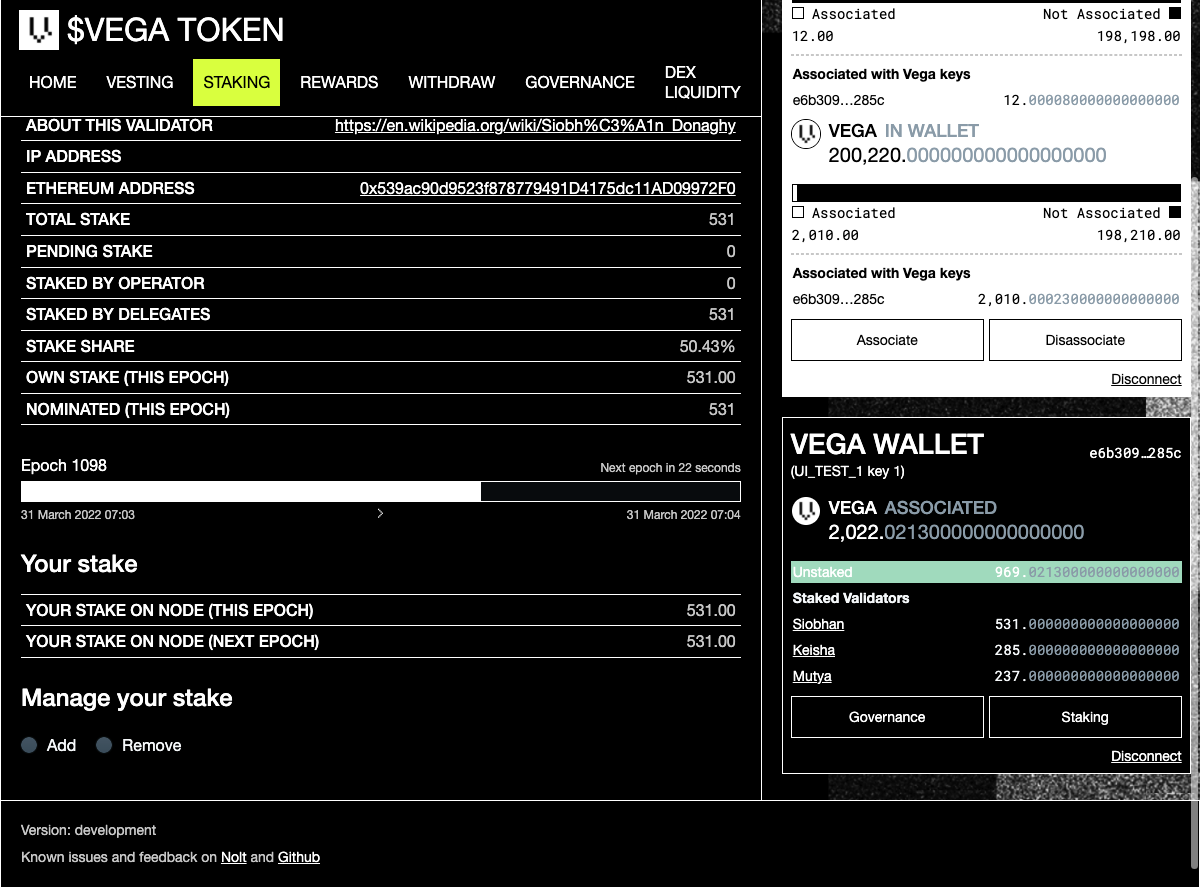 $VEGA TOKEN
HOME VESTING STAKING REWARDS WITHDRAW GOVERNANCE DEX LIQUIDITY
ABOUT THIS VALIDATOR https://en.wikipedia.org/wiki/Siobh%C3%A1n_Donaghy
IP ADDRESS
ETHEREUM ADDRESS 0x539ac90d9523f878779491D4175dc11AD09972F0
TOTAL STAKE 531
PENDING STAKE 0
STAKED BY OPERATOR 0
STAKED BY DELEGATES 531
STAKE SHARE 50.43%
OWN STAKE (THIS EPOCH) 531.00
NOMINATED (THIS EPOCH) 531
Epoch 1098 Next epoch in 22 seconds
31 March 2022 07:03 31 March 2022 07:04
Your stake
YOUR STAKE ON NODE (THIS EPOCH) 531.00
YOUR STAKE ON NODE (NEXT EPOCH) 531.00
Manage your stake
Add Remove
Associated Not Associated
12.00 198,198.00
Associated with Vega keys
e6b309…285c 12.000080000000000000
VEGA IN WALLET
200,220.000000000000000000
Associated Not Associated
2,010.00 198,210.00
Associated with Vega keys
e6b309…285c 2,010.000230000000000000
Associate Disassociate
Disconnect
VEGA WALLET e6b309…285c
(UI_TEST_1 key 1)
VEGA ASSOCIATED
2,022.021300000000000000
Unstaked 969.021300000000000000
Staked Validators
Siobhan 531.000000000000000000
Keisha 285.000000000000000000
Mutya 237.000000000000000000
Governance Staking
Disconnect
Version: development
Known issues and feedback on Nolt and Github